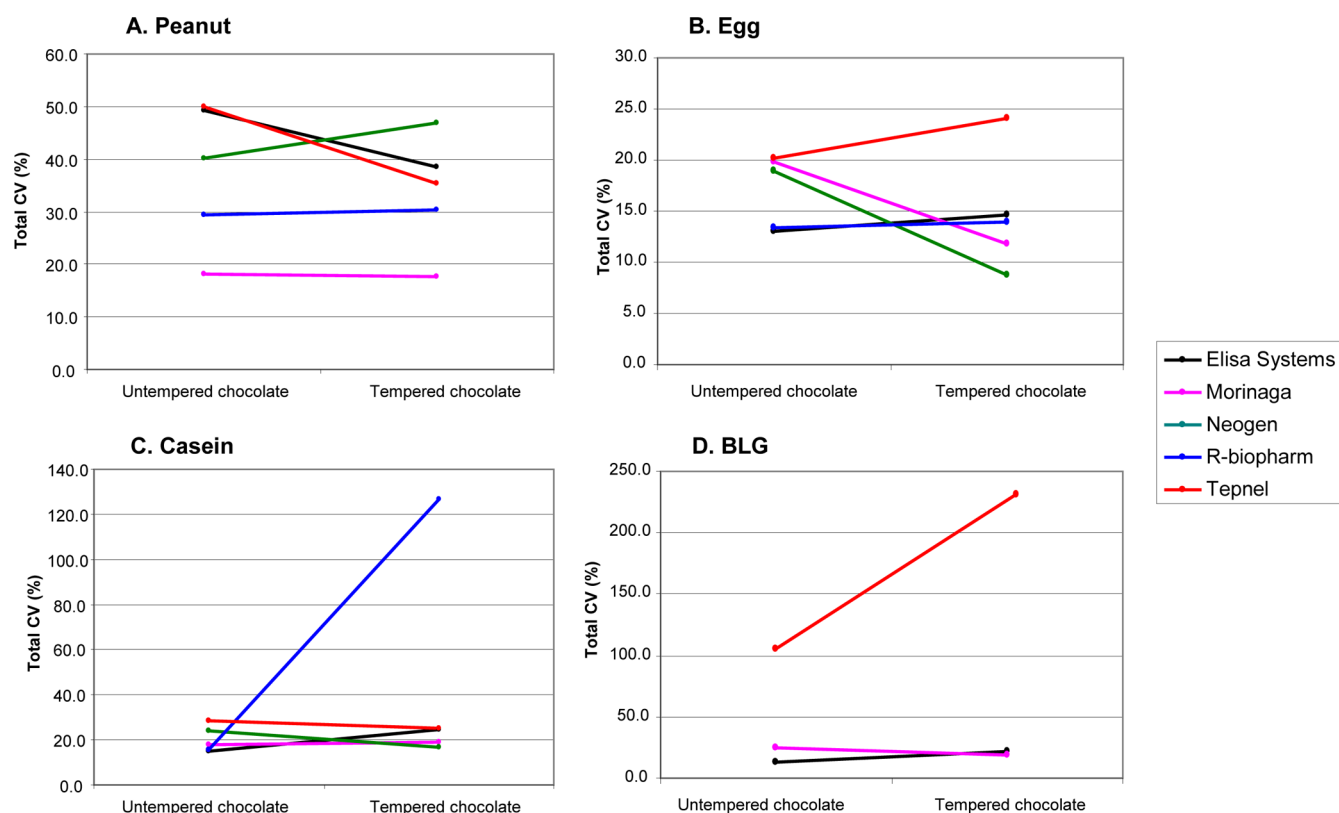 A. Peanut
60.0
50.0
40.0
30.0
20.0
10.0
0.0
Total CV (%)
Untempered chocolate
Tempered chocolate
B. Egg
30.0
25.0
20.0
15.0
10.0
5.0
0.0
Total CV (%)
Untempered chocolate
Tempered chocolate
Elisa Systems
Morinaga
Neogen
R-biopharm
Tepnel
C. Casein
140.0
120.0
100.0
80.0
60.0
40.0
20.0
0.0
Total CV (%)
Untempered chocolate
Tempered chocolate
D. BLG
250.0
200.0
150.0
100.0
50.0
0.0
Total CV (%)
Untempered chocolate
Tempered chocolate